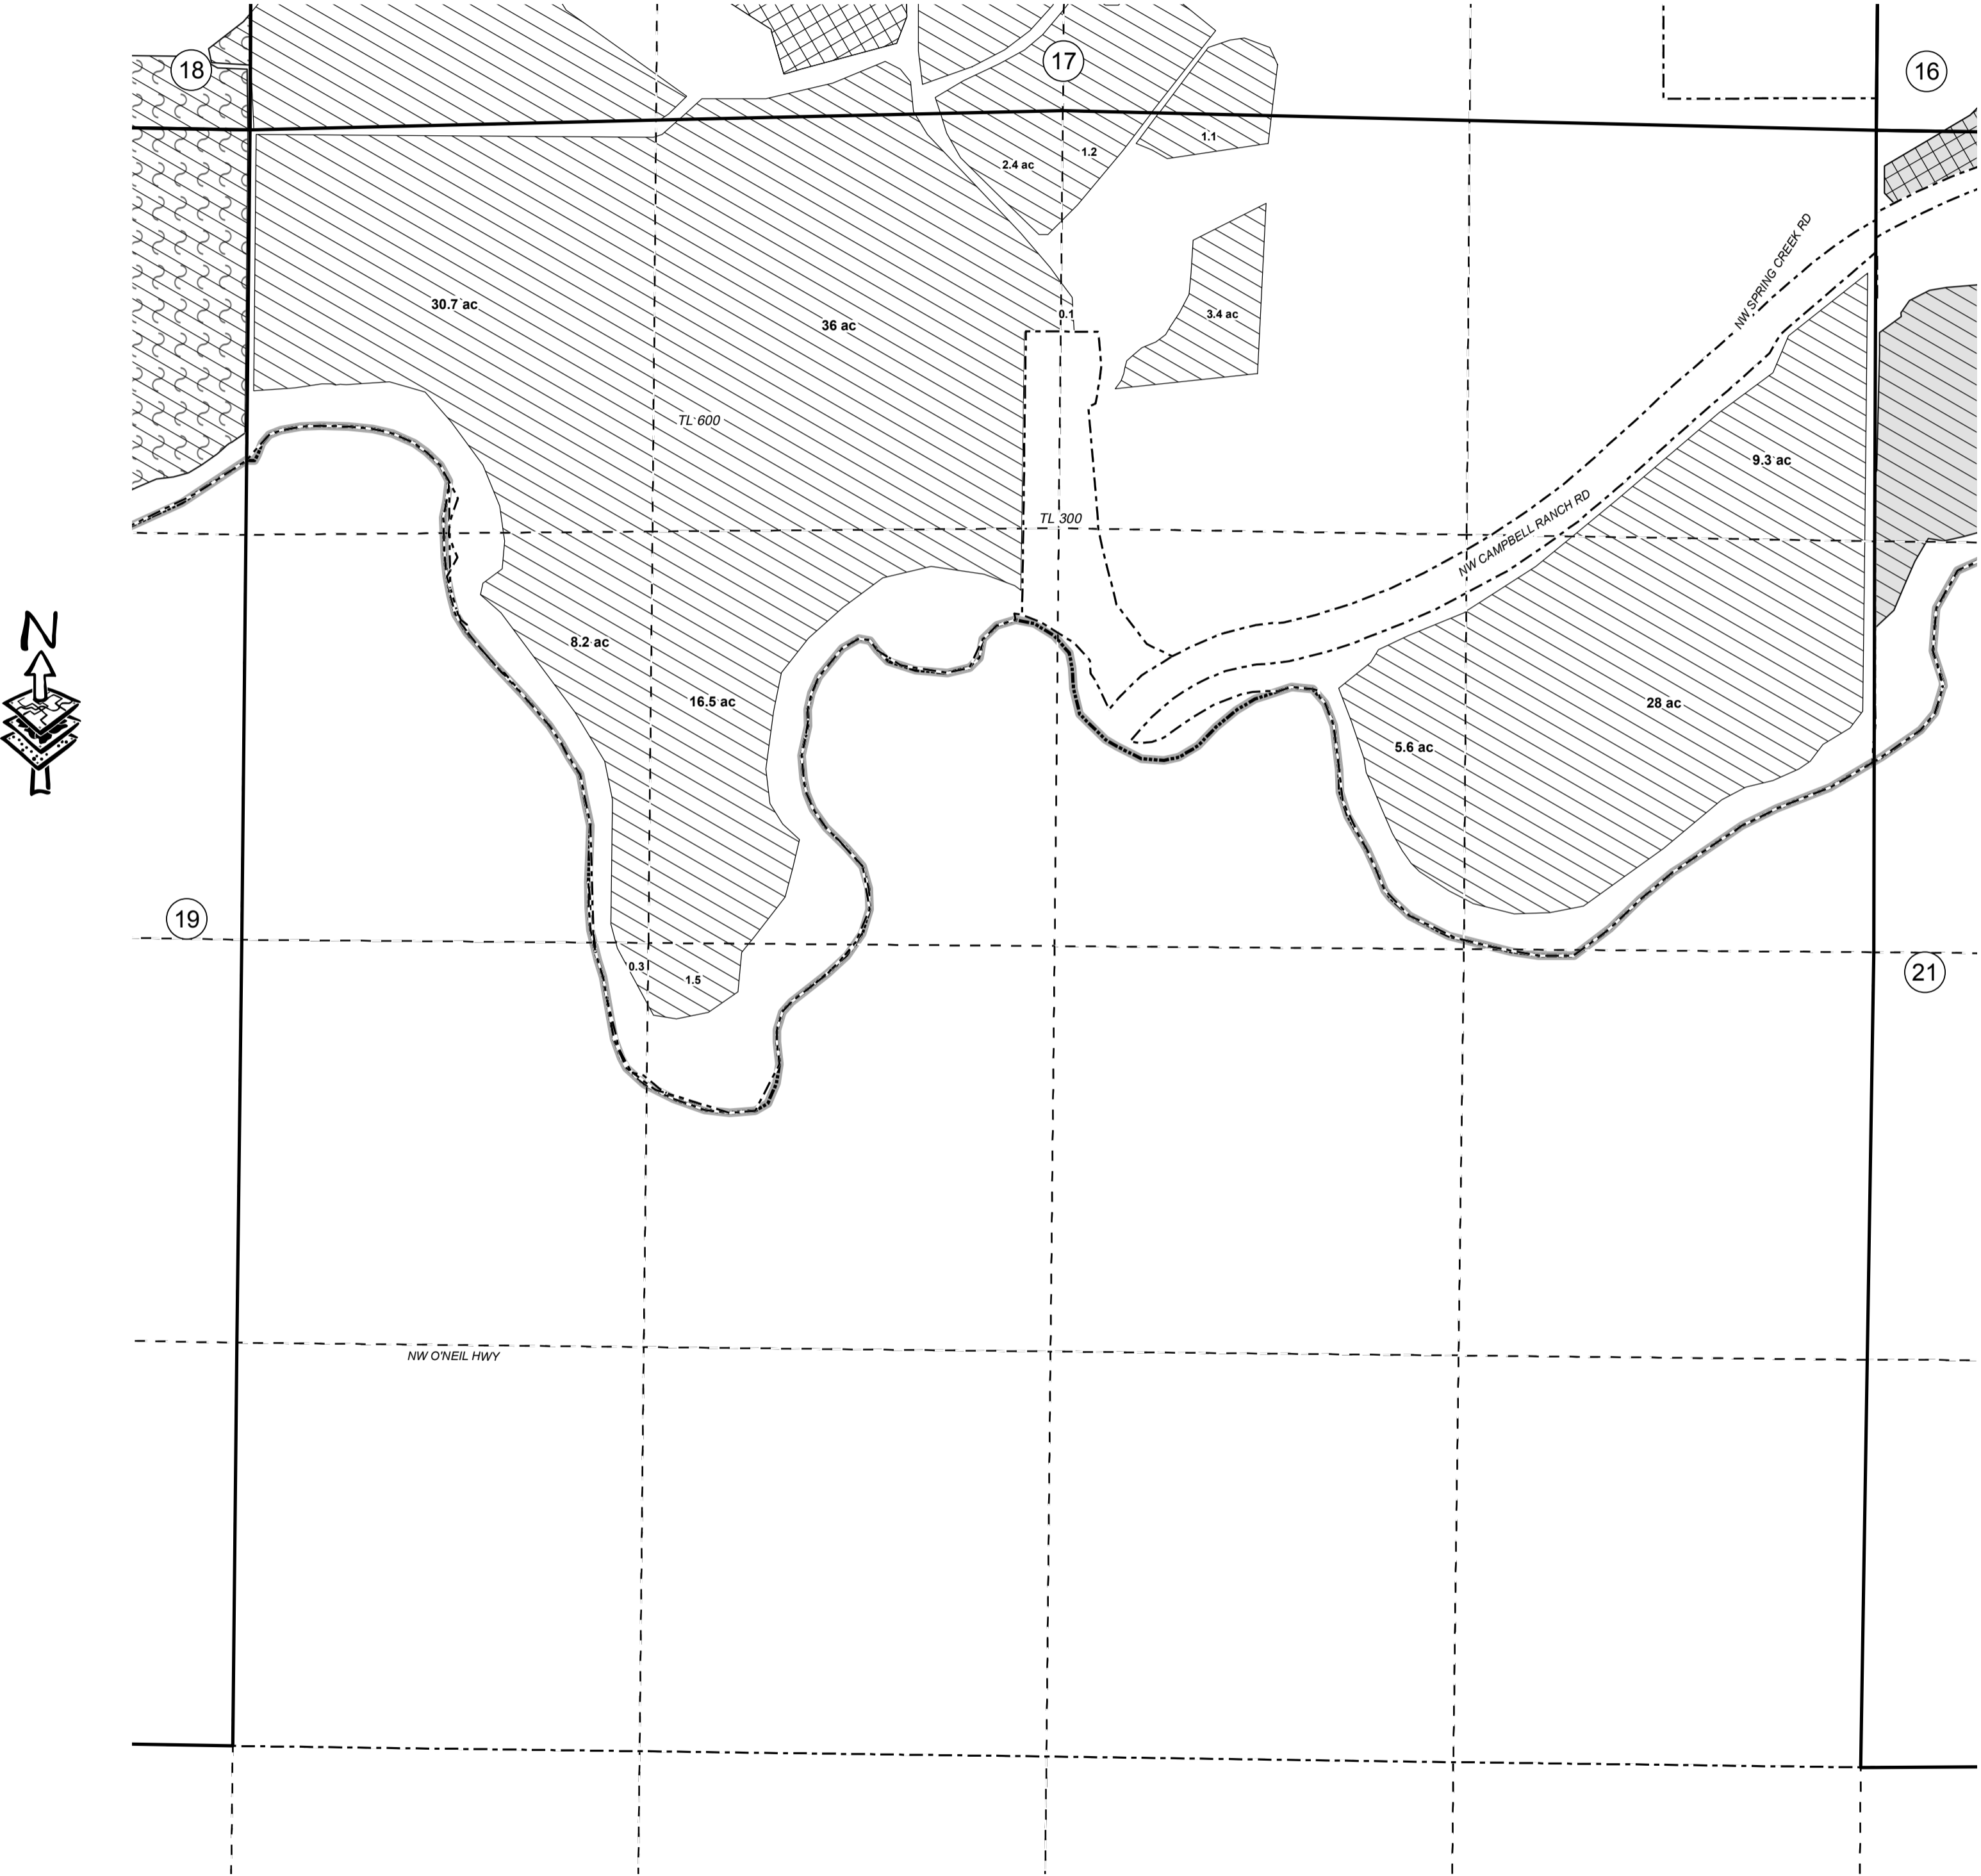 18
17
16
1.1
1.2
2.4 ac
NW SPRING CREEK RD
30.7 ac
36 ac
0.1
3.4 ac
TL 600
9.3 ac
TL 300
NW CAMPBELL RANCH RD
N
8.2 ac
16.5 ac
28 ac
5.6 ac
19
0.3
1.5
21
NW O'NEIL HWY